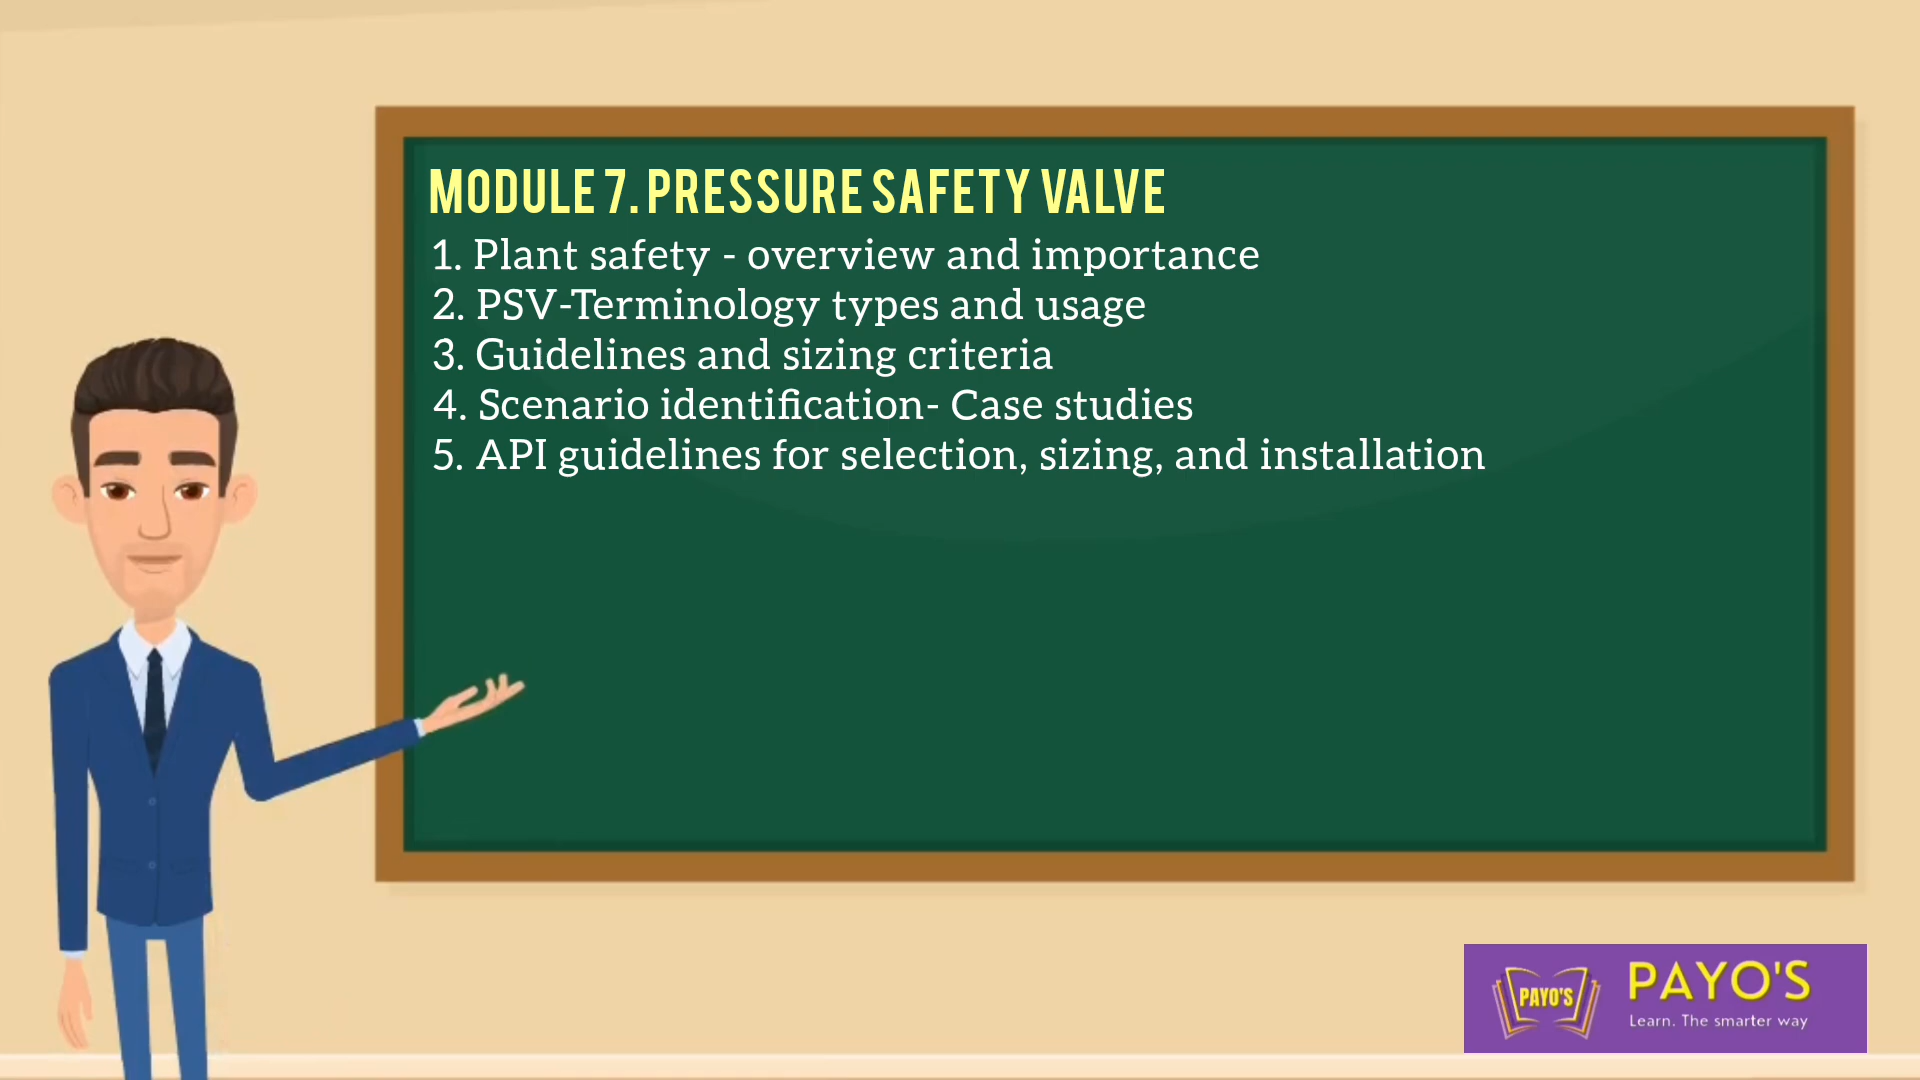 MODULE 7. PRESSURE SAFETY VALVE
1. Plant safety - overview and importance
2. PSV-Terminology types and usage
3. Guidelines and sizing criteria
4. Scenario identification- Case studies
5. API guidelines for selection, sizing, and installation
PAYO'S
PAYO'S
Learn. The smarter way